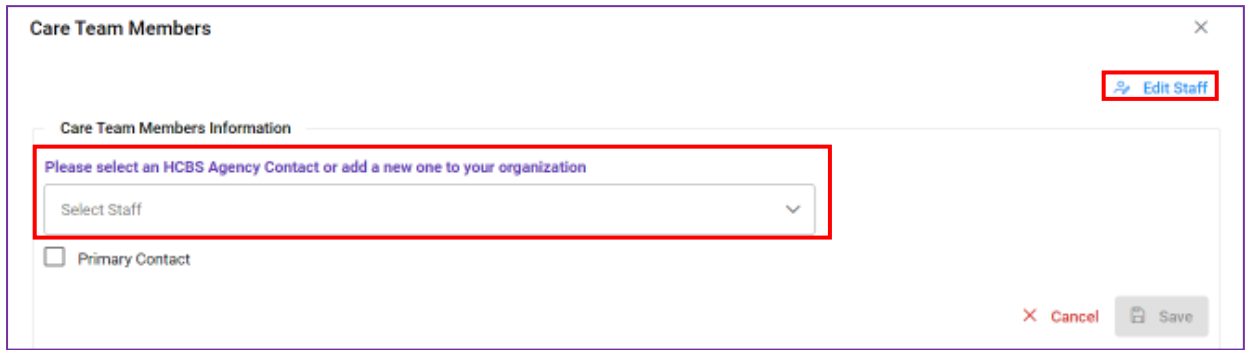 Care Team Members
Edit Staff
Care Team Members Information
Please select an HCBS Agency Contact or add a new one to your organization
Select Staff
Primary Contact
Cancel Save